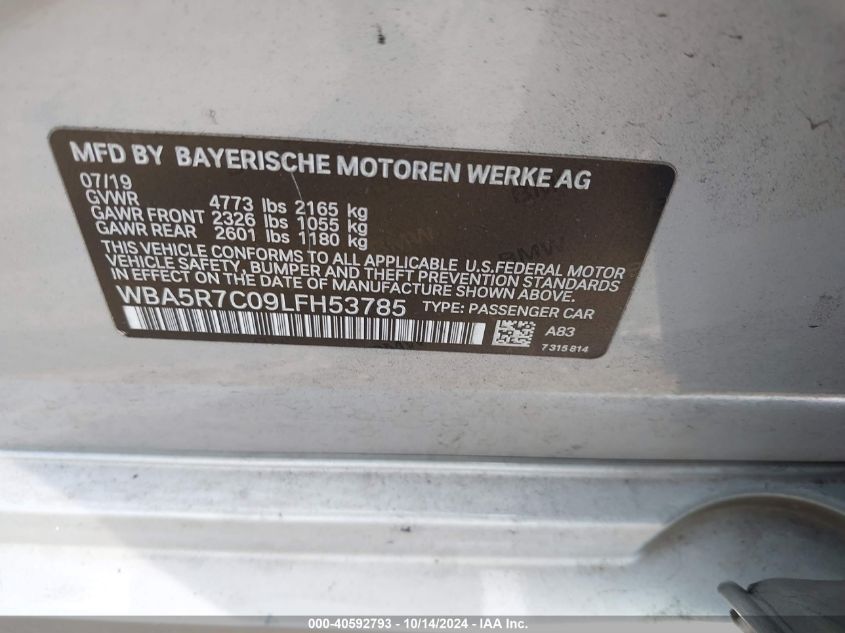 MFD BY BAYERISCHE MOTOREN WERKE AG
07/19
GVWR 4773 lbs 2165 kg
GAWR FRONT 2326 lbs 1055 kg
GAWR REAR 2601 lbs 1180 kg
THIS VEHICLE CONFORMS TO ALL APPLICABLE U.S.FEDERAL MOTOR
VEHICLE SAFETY, BUMPER AND THEFT PREVENTION STANDARDS
IN EFFECT ON THE DATE OF MANUFACTURE SHOWN ABOVE.
WBA5R7C09LFH53785 TYPE: PASSENGER CAR
A83
7315814
000-40592793 - 10/14/2024 - IAA Inc.